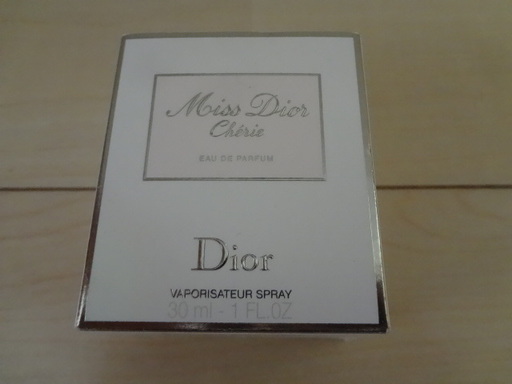 Miss Dior
Chérie
EAU DE PARFUM
Dior
VAPORISATEUR SPRAY
30 ml - 1 FL.OZ